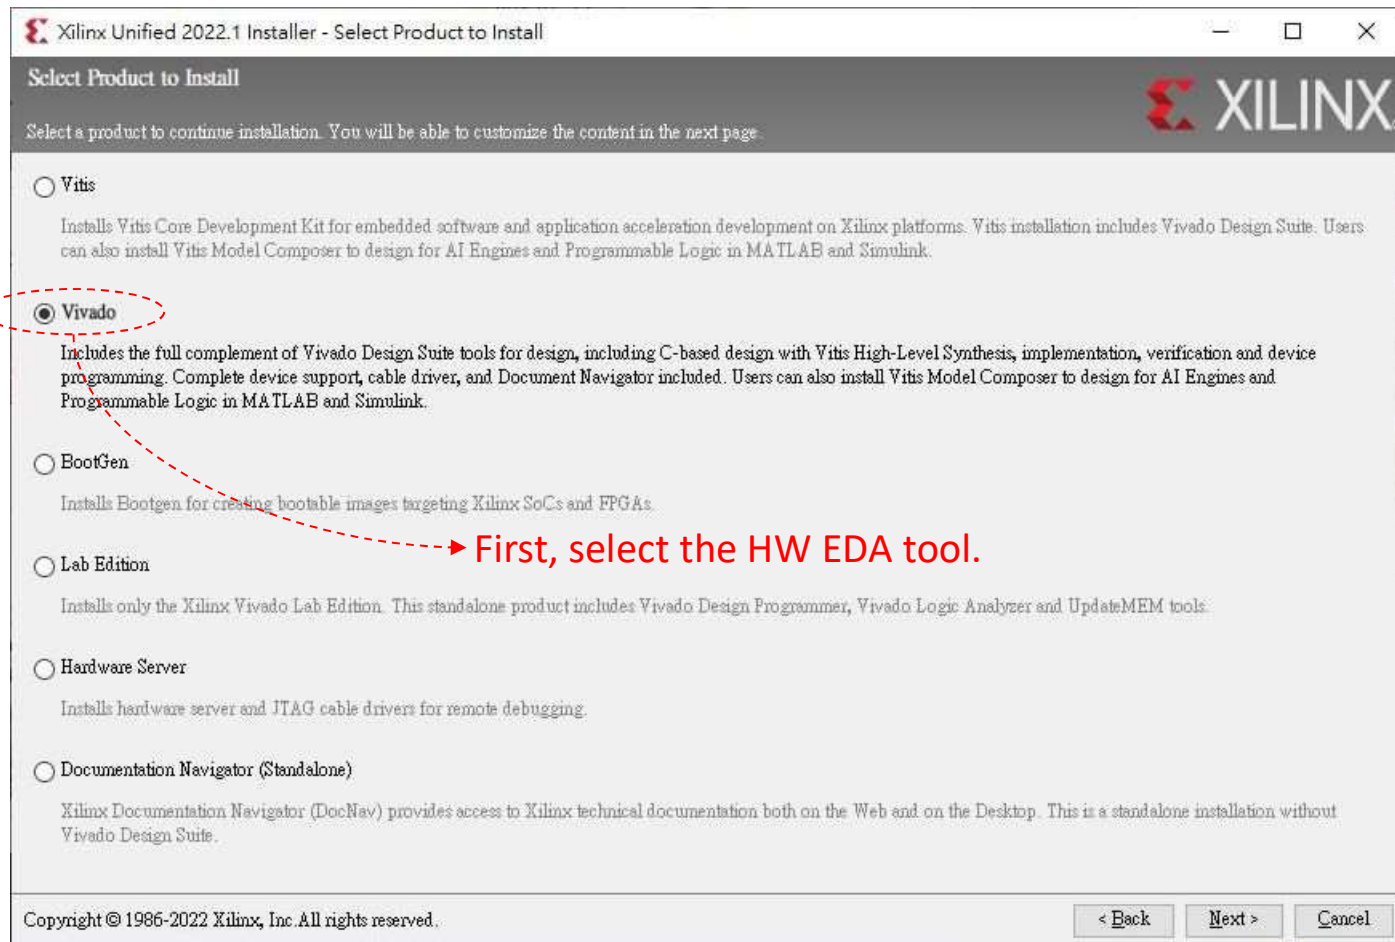 Xilinx Unified 2022.1 Installer - Select Product to Install
Select Product to Install
XILINX
Select a product to continue installation. You will be able to customize the content in the next page.
Vitis
Installs Vitis Core Development Kit for embedded software and application acceleration development on Xilinx platforms. Vitis installation includes Vivado Design Suite. Users
can also install Vitis Model Composer to design for AI Engines and Programmable Logic in MATLAB and Simulink.
Vivado
Includes the full complement of Vivado Design Suite tools for design, including C-based design with Vitis High-Level Synthesis, implementation, verification and device
programming. Complete device support, cable driver, and Document Navigator included. Users can also install Vitis Model Composer to design for AI Engines and
Programmable Logic in MATLAB and Simulink.
BootGen
Installs Bootgen for creating bootable images targeting Xilinx SoCs and FPGAs.
First, select the HW EDA tool.
Lab Edition
Installs only the Xilinx Vivado Lab Edition. This standalone product includes Vivado Design Programmer, Vivado Logic Analyzer and UpdateMEM tools.
Hardware Server
Installs hardware server and JTAG cable drivers for remote debugging.
Documentation Navigator (Standalone)
Xilinx Documentation Navigator (DocNav) provides access to Xilinx technical documentation both on the Web and on the Desktop. This is a standalone installation without
Vivado Design Suite.
Copyright © 1986-2022 Xilinx, Inc.All rights reserved.
< Back
Next >
Cancel